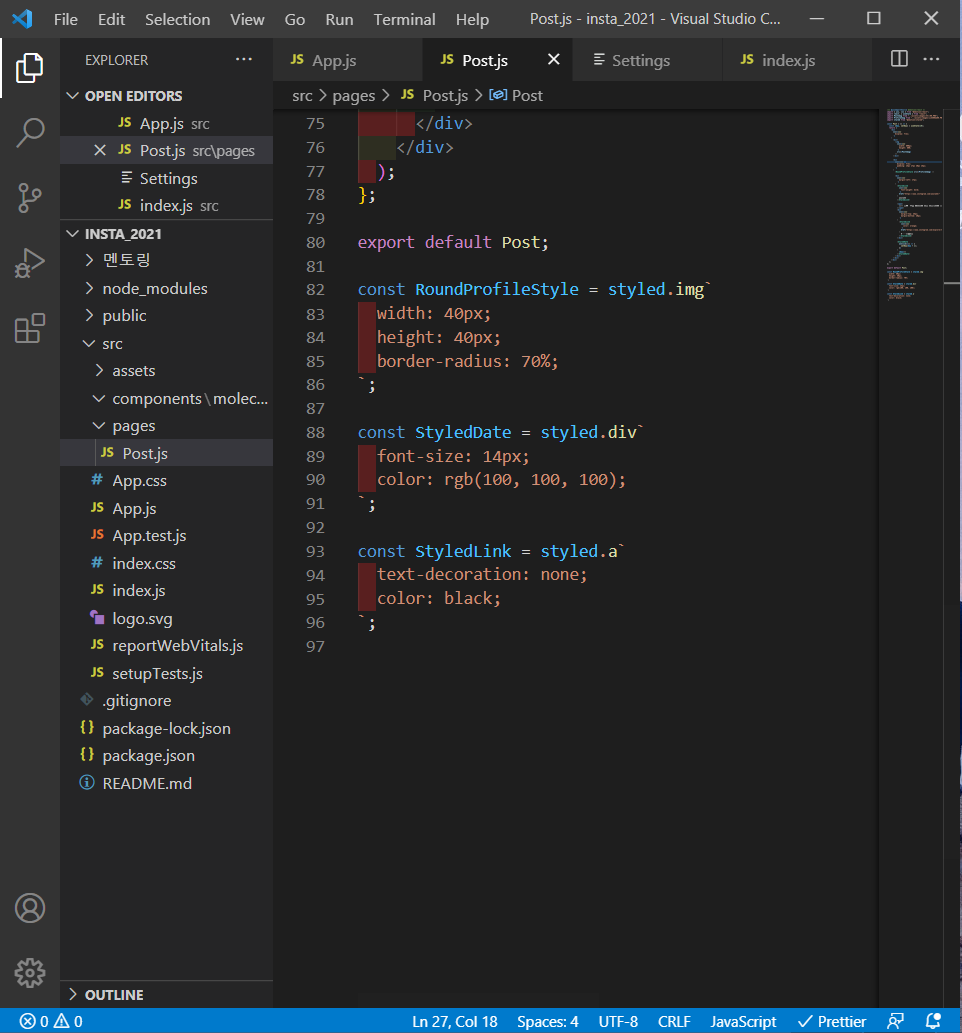 File Edit Selection View Go Run Terminal Help Post.js - insta_2021 - Visual Studio C...
EXPLORER
OPEN EDITORS
JS App.js src
JS Post.js src\pages
Settings
JS index.js src
INSTA_2021
멘토링
node_modules
public
src
assets
components\molec...
pages
JS Post.js
# App.css
JS App.js
JS App.test.js
# index.css
JS index.js
logo.svg
JS reportWebVitals.js
JS setupTests.js
.gitignore
{} package-lock.json
{} package.json
README.md
OUTLINE
JS App.js JS Post.js Settings JS index.js
src > pages > JS Post.js > Post
75 </div>
76 </div>
77 );
78 };
79
80 export default Post;
81
82 const RoundProfileStyle = styled.img`
83 width: 40px;
84 height: 40px;
85 border-radius: 70%;
86 `;
87
88 const StyledDate = styled.div`
89 font-size: 14px;
90 color: rgb(100, 100, 100);
91 `;
92
93 const StyledLink = styled.a`
94 text-decoration: none;
95 color: black;
96 `;
97
0 0 Ln 27, Col 18 Spaces: 4 UTF-8 CRLF JavaScript Prettier